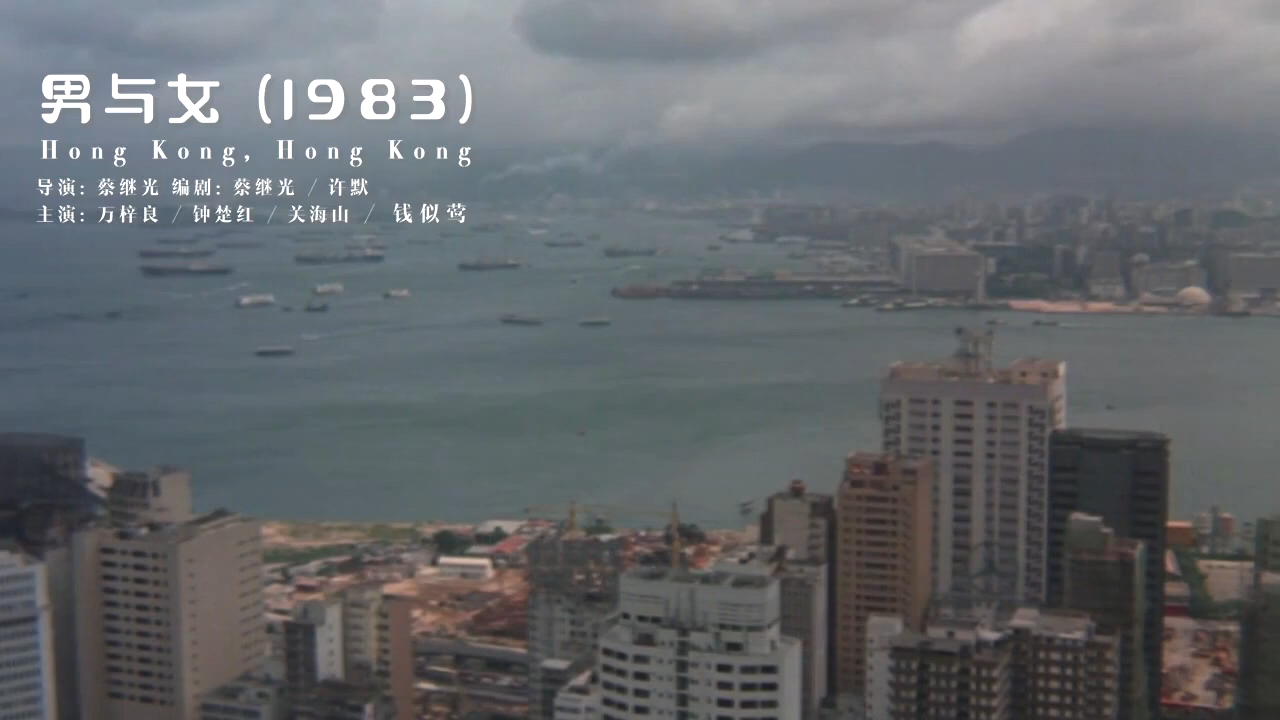 男与女 (1983)
Hong Kong, Hong Kong
导演: 蔡继光 编剧: 蔡继光 / 许默
主演: 万梓良 / 钟楚红 / 关海山 / 钱似莺